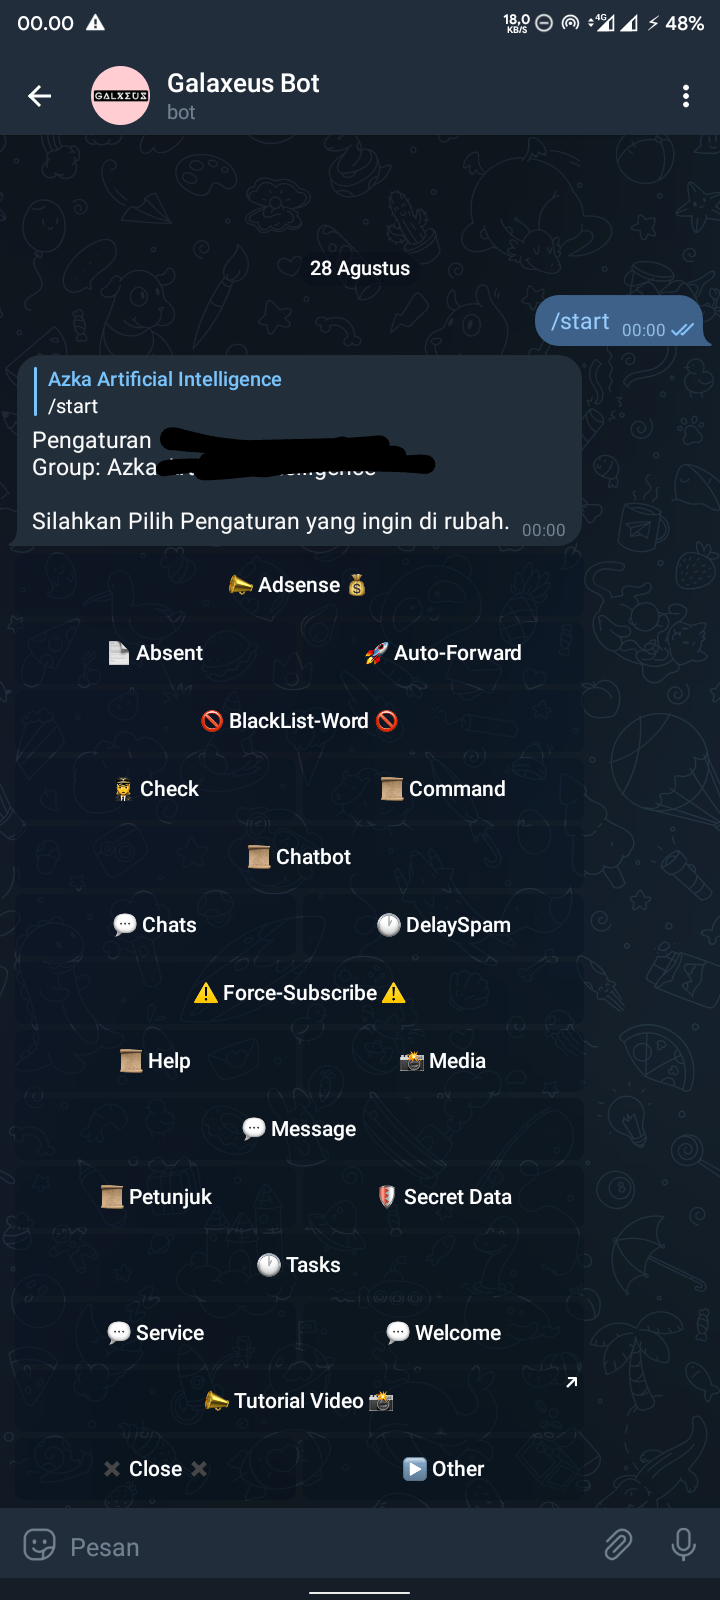 00.00
18,0
KB/S
4G
48%
GALXEUS
Galaxeus Bot
bot
28 Agustus
/start 00:00
Azka Artificial Intelligence
/start
Pengaturan
Group: Azka
Silahkan Pilih Pengaturan yang ingin di rubah. 00:00
Adsense
Absent Auto-Forward
BlackList-Word
Check Command
Chatbot
Chats DelaySpam
Force-Subscribe
Help Media
Message
Petunjuk Secret Data
Tasks
Service Welcome
Tutorial Video
Close Other
Pesan